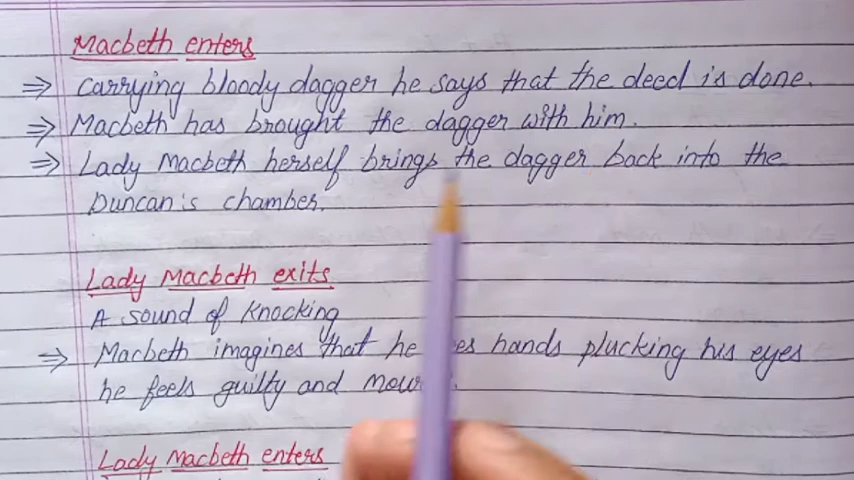 Macbeth enters
⇒ Carrying bloody dagger he says that the deed is done.
⇒ Macbeth has brought the dagger with him.
⇒ Lady Macbeth herself brings the dagger back into the
Duncan's chamber.
Lady Macbeth exits
A sound of Knocking
⇒ Macbeth imagines that he hands plucking his eyes
he feels guilty and
Lady Macbeth enters